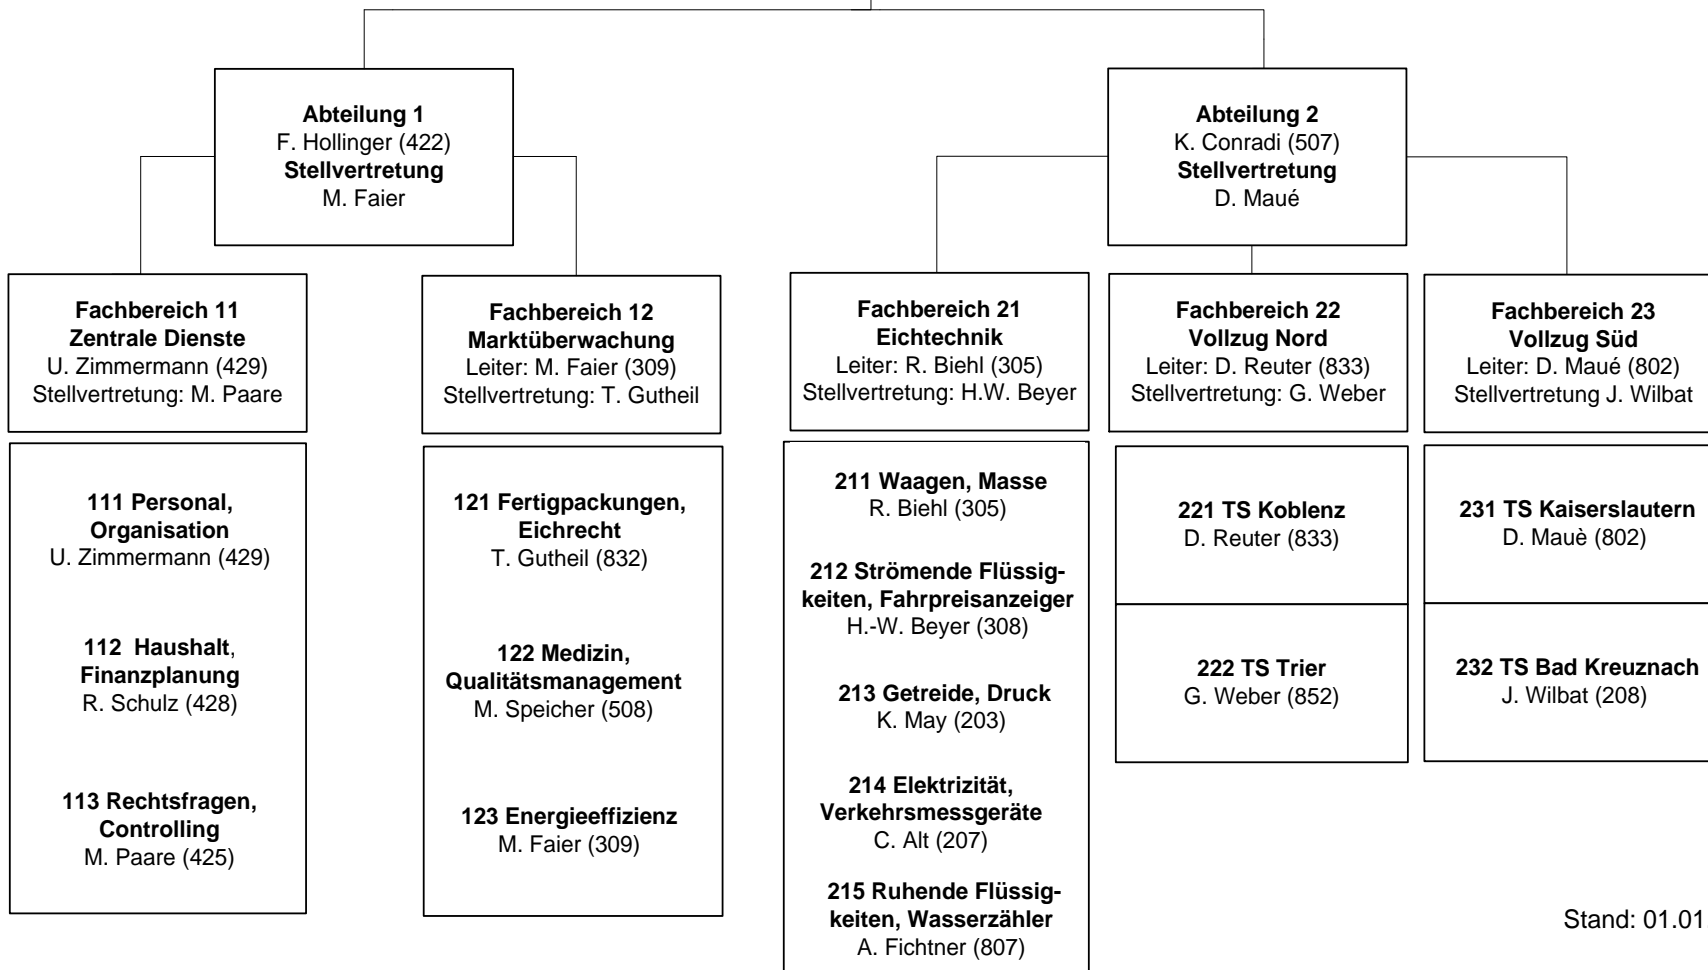 Abteilung 1
F. Hollinger (422)
Stellvertretung
M. Faier
Abteilung 2
K. Conradi (507)
Stellvertretung
D. Maué
Fachbereich 11
Zentrale Dienste
U. Zimmermann (429)
Stellvertretung: M. Paare
Fachbereich 12
Marktüberwachung
Leiter: M. Faier (309)
Stellvertretung: T. Gutheil
Fachbereich 21
Eichtechnik
Leiter: R. Biehl (305)
Stellvertretung: H.W. Beyer
Fachbereich 22
Vollzug Nord
Leiter: D. Reuter (833)
Stellvertretung: G. Weber
Fachbereich 23
Vollzug Süd
Leiter: D. Maué (802)
Stellvertretung J. Wilbat
111 Personal,
Organisation
U. Zimmermann (429)
112 Haushalt,
Finanzplanung
R. Schulz (428)
113 Rechtsfragen,
Controlling
M. Paare (425)
121 Fertigpackungen,
Eichrecht
T. Gutheil (832)
122 Medizin,
Qualitätsmanagement
M. Speicher (508)
123 Energieeffizienz
M. Faier (309)
211 Waagen, Masse
R. Biehl (305)
212 Strömende Flüssig-
keiten, Fahrpreisanzeiger
H.-W. Beyer (308)
213 Getreide, Druck
K. May (203)
214 Elektrizität,
Verkehrsmessgeräte
C. Alt (207)
215 Ruhende Flüssig-
keiten, Wasserzähler
A. Fichtner (807)
221 TS Koblenz
D. Reuter (833)
222 TS Trier
G. Weber (852)
231 TS Kaiserslautern
D. Mauè (802)
232 TS Bad Kreuznach
J. Wilbat (208)
Stand: 01.01